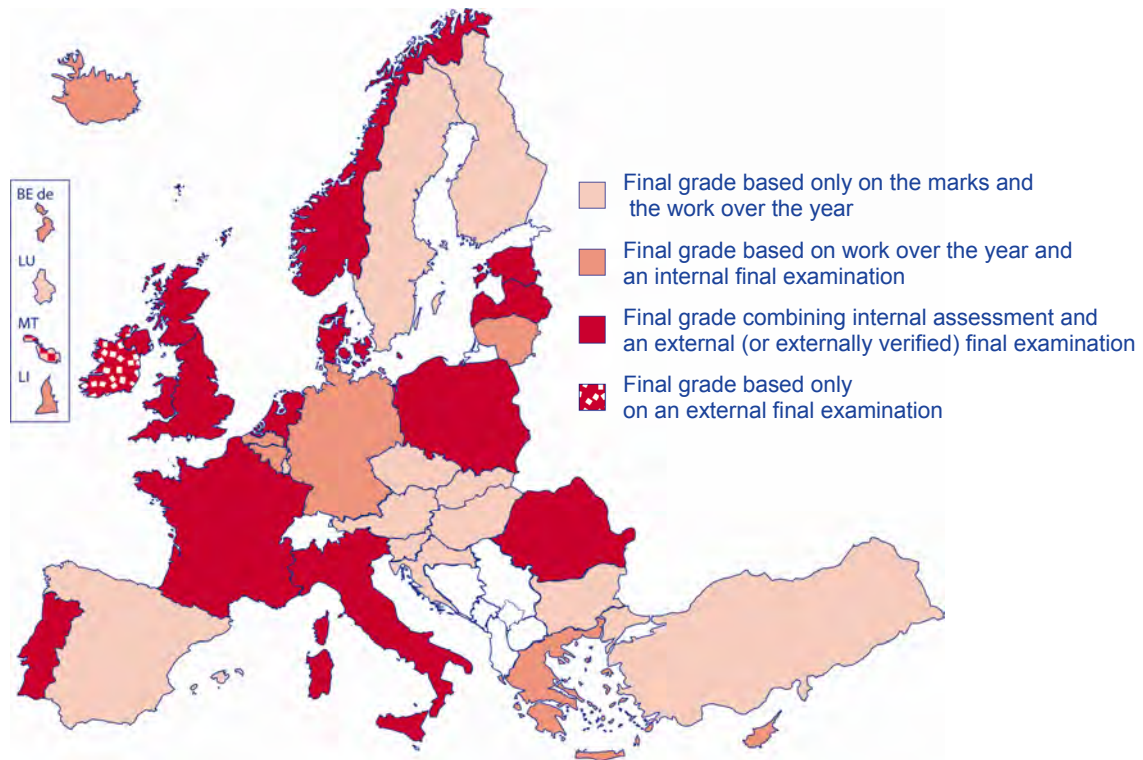 BE de
LU
MT
LI
Final grade based only on the marks and
the work over the year
Final grade based on work over the year and
an internal final examination
Final grade combining internal assessment and
an external (or externally verified) final examination
Final grade based only
on an external final examination